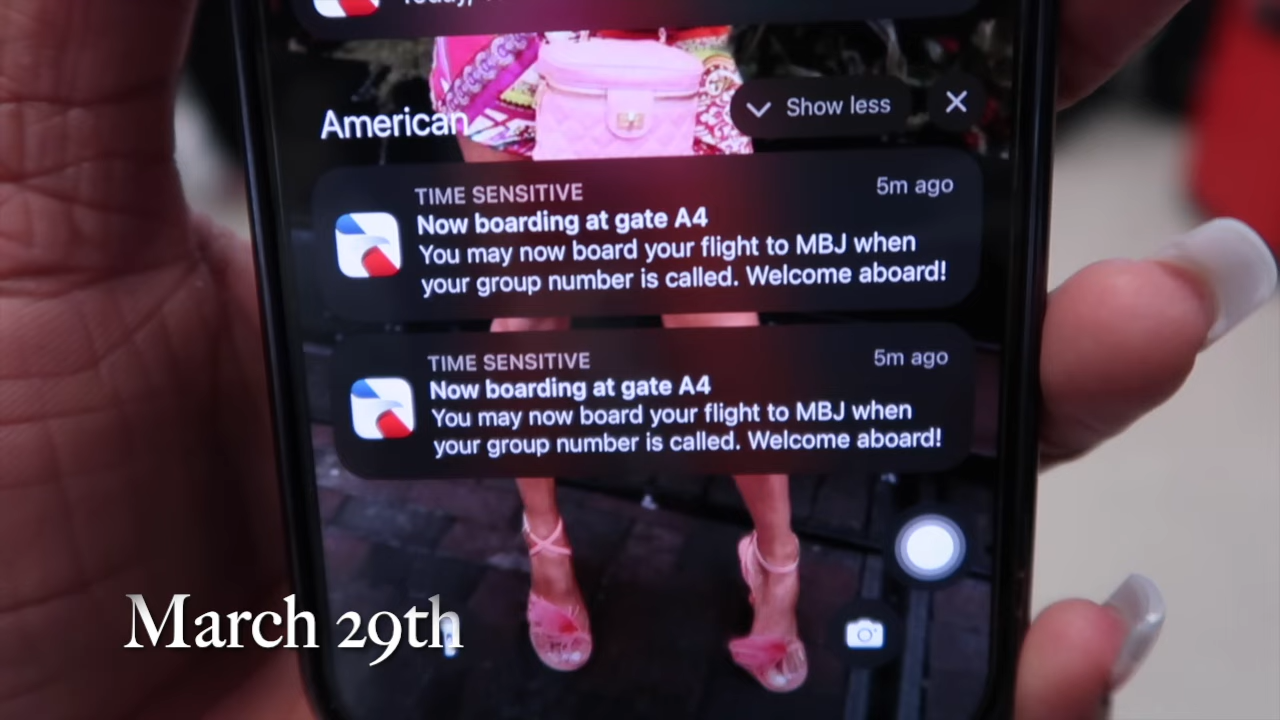 American
Show less
TIME SENSITIVE
5m ago
Now boarding at gate A4
You may now board your flight to MBJ when
your group number is called. Welcome aboard!
TIME SENSITIVE
5m ago
Now boarding at gate A4
You may now board your flight to MBJ when
your group number is called. Welcome aboard!
March 29th